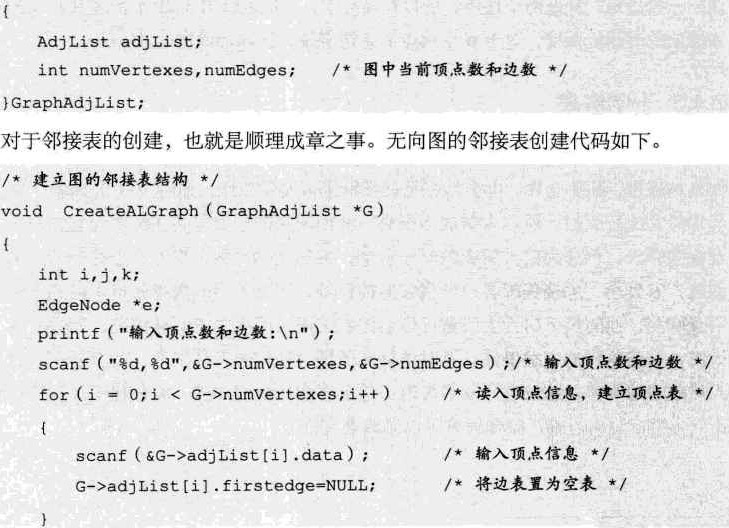 {
AdjList adjList;
int numVertexes,numEdges; /* 图中当前顶点数和边数 */
}GraphAdjList;
对于邻接表的创建，也就是顺理成章之事。无向图的邻接表创建代码如下。
/* 建立图的邻接表结构 */
void CreateALGraph(GraphAdjList *G)
{
int i,j,k;
EdgeNode *e;
printf("输入顶点数和边数:\n");
scanf("%d,%d",&G->numVertexes,&G->numEdges);/* 输入顶点数和边数 */
for(i = 0;i < G->numVertexes;i++) /* 读入顶点信息，建立顶点表 */
{
scanf(&G->adjList[i].data); /* 输入顶点信息 */
G->adjList[i].firstedge=NULL; /* 将边表置为空表 */
}